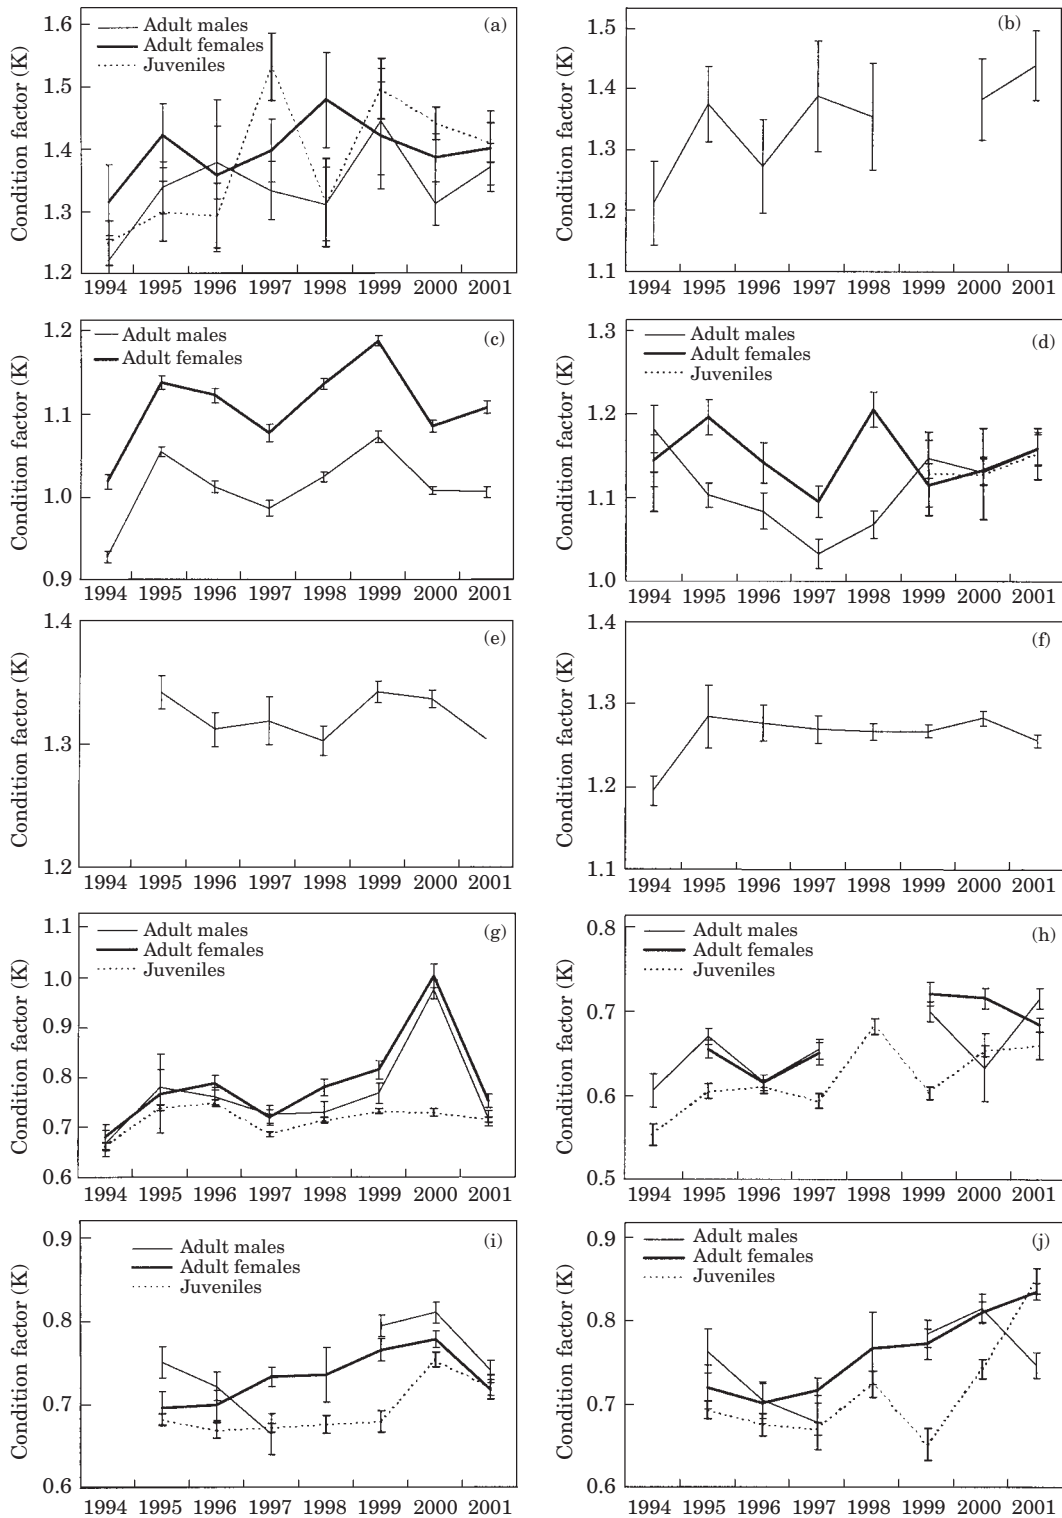 (a)
Adult males
Adult females
Juveniles
Condition factor (K)
1.6
1.5
1.4
1.3
1.2
1994 1995 1996 1997 1998 1999 2000 2001
(b)
Condition factor (K)
1.5
1.4
1.3
1.2
1.1
1994 1995 1996 1997 1998 1999 2000 2001
(c)
Adult males
Adult females
Condition factor (K)
1.2
1.1
1.0
0.9
1994 1995 1996 1997 1998 1999 2000 2001
(d)
Adult males
Adult females
Juveniles
Condition factor (K)
1.3
1.2
1.1
1.0
1994 1995 1996 1997 1998 1999 2000 2001
(e)
Condition factor (K)
1.4
1.3
1.2
1994 1995 1996 1997 1998 1999 2000 2001
(f)
Condition factor (K)
1.4
1.3
1.2
1.1
1994 1995 1996 1997 1998 1999 2000 2001
(g)
Adult males
Adult females
Juveniles
Condition factor (K)
1.1
1.0
0.9
0.8
0.7
0.6
1994 1995 1996 1997 1998 1999 2000 2001
(h)
Adult males
Adult females
Juveniles
Condition factor (K)
0.8
0.7
0.6
0.5
1994 1995 1996 1997 1998 1999 2000 2001
(i)
Adult males
Adult females
Juveniles
Condition factor (K)
0.9
0.8
0.7
0.6
1994 1995 1996 1997 1998 1999 2000 2001
(j)
Adult males
Adult females
Juveniles
Condition factor (K)
0.9
0.8
0.7
0.6
1994 1995 1996 1997 1998 1999 2000 2001